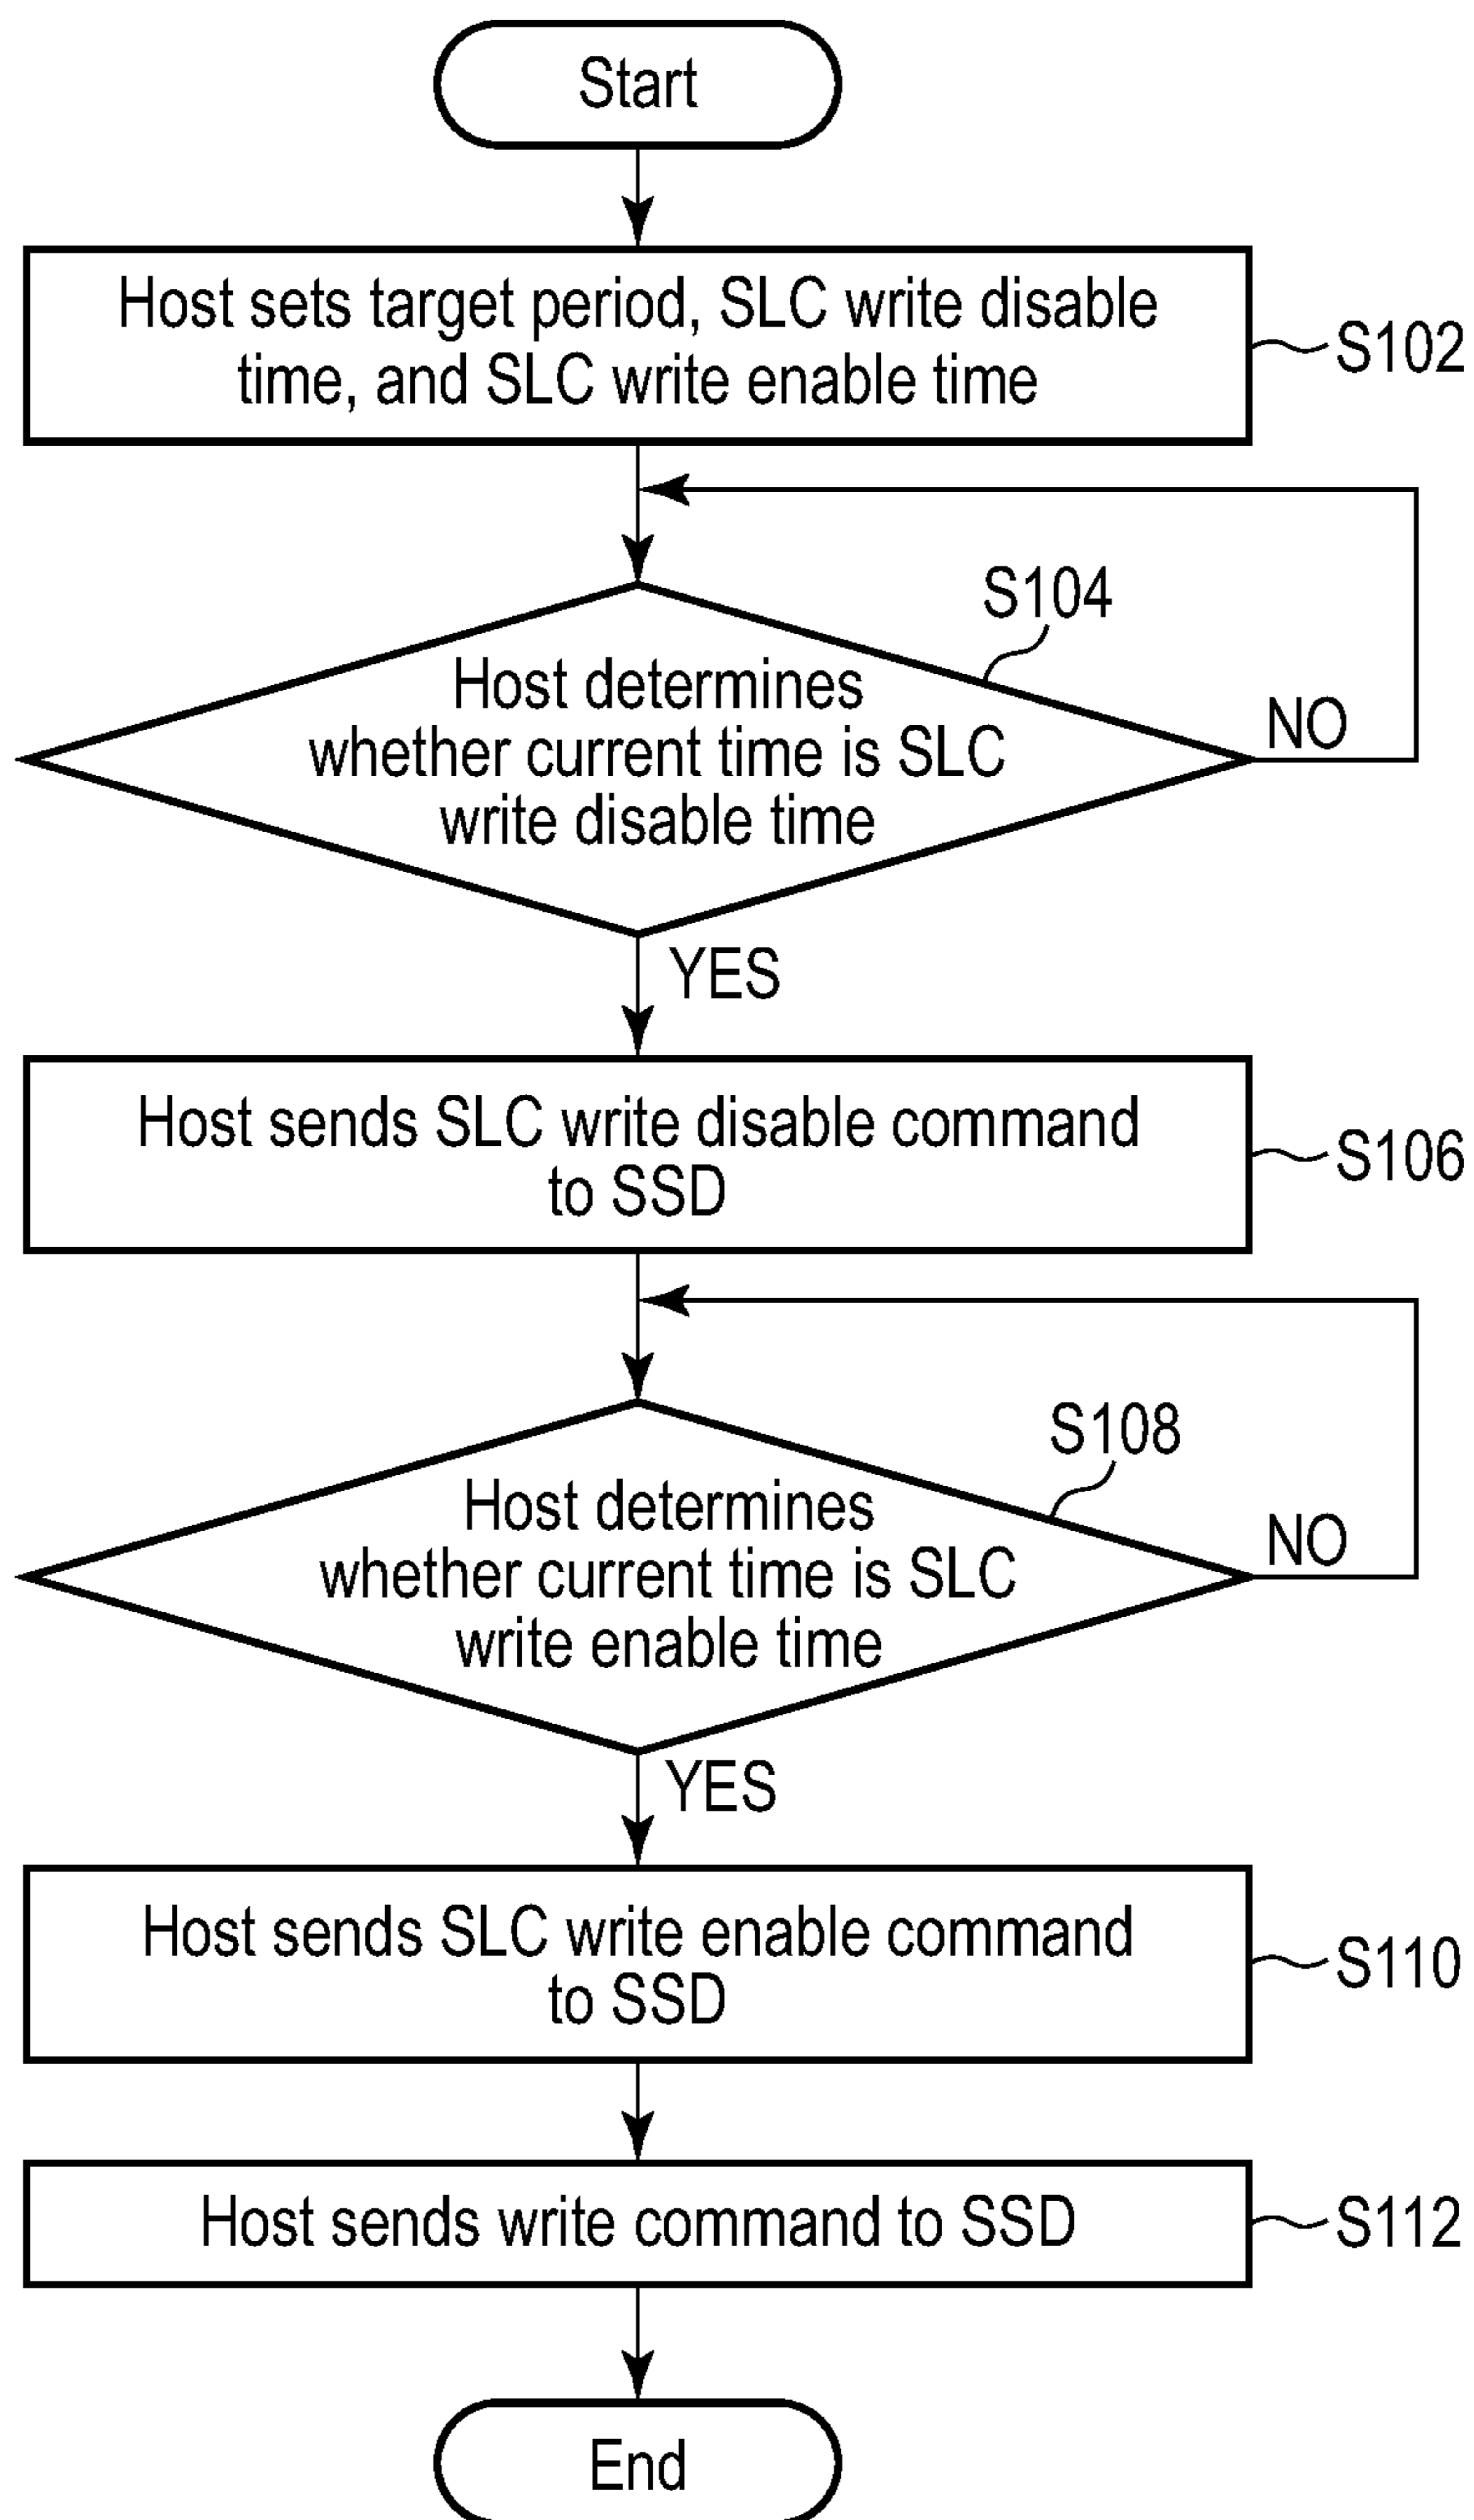 Start
Host sets target period, SLC write disable
time, and SLC write enable time
S102
S104
Host determines
whether current time is SLC
write disable time
NO
YES
Host sends SLC write disable command
to SSD
S106
S108
Host determines
whether current time is SLC
write enable time
NO
YES
Host sends SLC write enable command
to SSD
S110
Host sends write command to SSD
S112
End